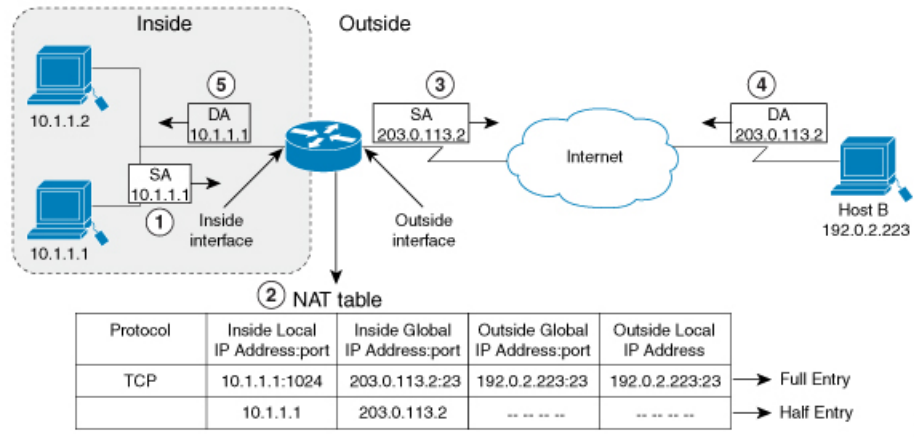 Inside
Outside
5
3
4
DA
10.1.1.1
SA
203.0.113.2
DA
203.0.113.2
10.1.1.2
Internet
SA
10.1.1.1
1
Inside
interface
Outside
interface
Host B
192.0.2.223
10.1.1.1
2 NAT table
Protocol Inside Local IP Address:port Inside Global IP Address:port Outside Global IP Address:port Outside Local IP Address
TCP 10.1.1.1:1024 203.0.113.2:23 192.0.2.223:23 192.0.2.223:23 Full Entry
10.1.1.1 203.0.113.2 -- -- -- -- -- -- -- -- Half Entry